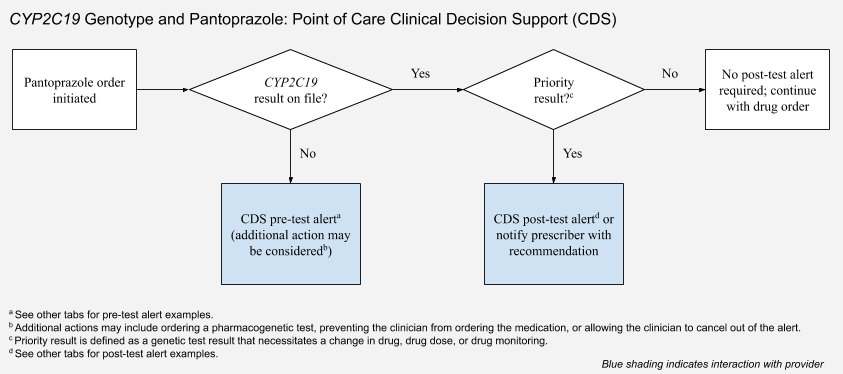 CYP2C19 Genotype and Pantoprazole: Point of Care Clinical Decision Support (CDS)
Pantoprazole order
initiated
CYP2C19
result on file?
Yes
Priority
result?c
No
No post-test alert
required; continue
with drug order
No
Yes
CDS pre-test alerta
(additional action may
be consideredb)
CDS post-test alertd or
notify prescriber with
recommendation
a See other tabs for pre-test alert examples.
b Additional actions may include ordering a pharmacogenetic test, preventing the clinician from ordering the medication, or allowing the clinician to cancel out of the alert.
c Priority result is defined as a genetic test result that necessitates a change in drug, drug dose, or drug monitoring.
d See other tabs for post-test alert examples.
Blue shading indicates interaction with provider